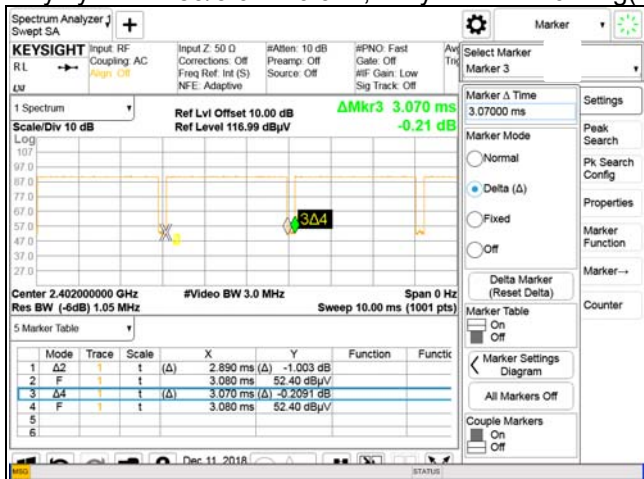 Spectrum Analyzer 1
Swept SA
+
Marker
KEYSIGHT
RL
Input: RF
Coupling: AC
Align: Off
Input Z: 50 Ω
Corrections: Off
Freq Ref: Int (S)
NFE: Adaptive
#Atten: 10 dB
Preamp: Off
Source: Off
#PNO: Fast
Gate: Off
#IF Gain: Low
Sig Track: Off
Select Marker
Marker 3
1 Spectrum
Scale/Div 10 dB
Log
Ref Lvl Offset 10.00 dB
Ref Level 116.99 dBµV
ΔMkr3 3.070 ms
-0.21 dB
107
97.0
87.0
77.0
67.0
57.0
47.0
37.0
27.0
3Δ4
Center 2.402000000 GHz
Res BW (-6dB) 1.05 MHz
#Video BW 3.0 MHz
Span 0 Hz
Sweep 10.00 ms (1001 pts)
5 Marker Table
Mode Trace Scale X Y Function Functic
1 Δ2 1 t (Δ) 2.890 ms (Δ) -1.003 dB
2 F 1 t 3.080 ms 52.40 dBµV
3 Δ4 1 t (Δ) 3.070 ms (Δ) -0.2091 dB
4 F 1 t 3.080 ms 52.40 dBµV
5
6
Dec 11, 2018
MSG
STATUS
Marker Δ Time
3.07000 ms
Marker Mode
Normal
Delta (Δ)
Fixed
Off
Delta Marker
(Reset Delta)
Marker Table
On
Off
Marker Settings
Diagram
All Markers Off
Couple Markers
On
Off
Settings
Peak
Search
Pk Search
Config
Properties
Marker
Function
Marker→
Counter